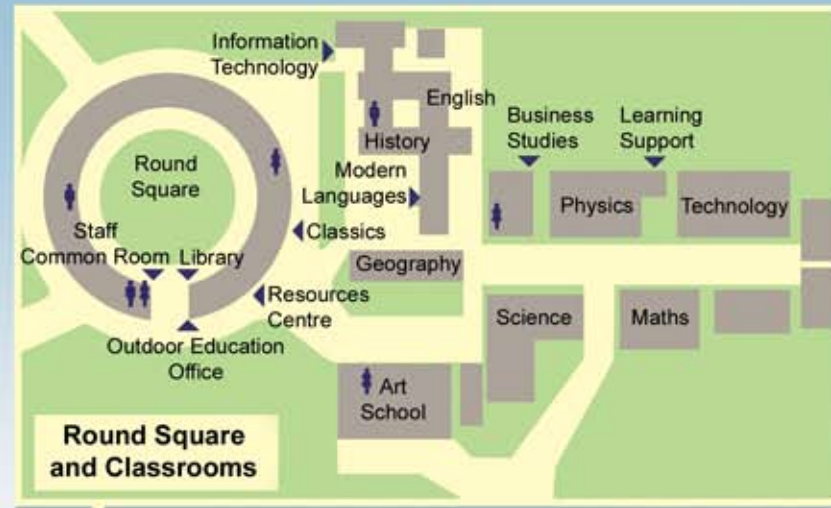 Information
Technology
English
Business
Studies
Learning
Support
History
Round
Square
Modern
Languages
Physics
Technology
Staff
Common Room
Library
Classics
Geography
Resources
Centre
Science
Maths
Outdoor Education
Office
Art
School
Round Square
and Classrooms